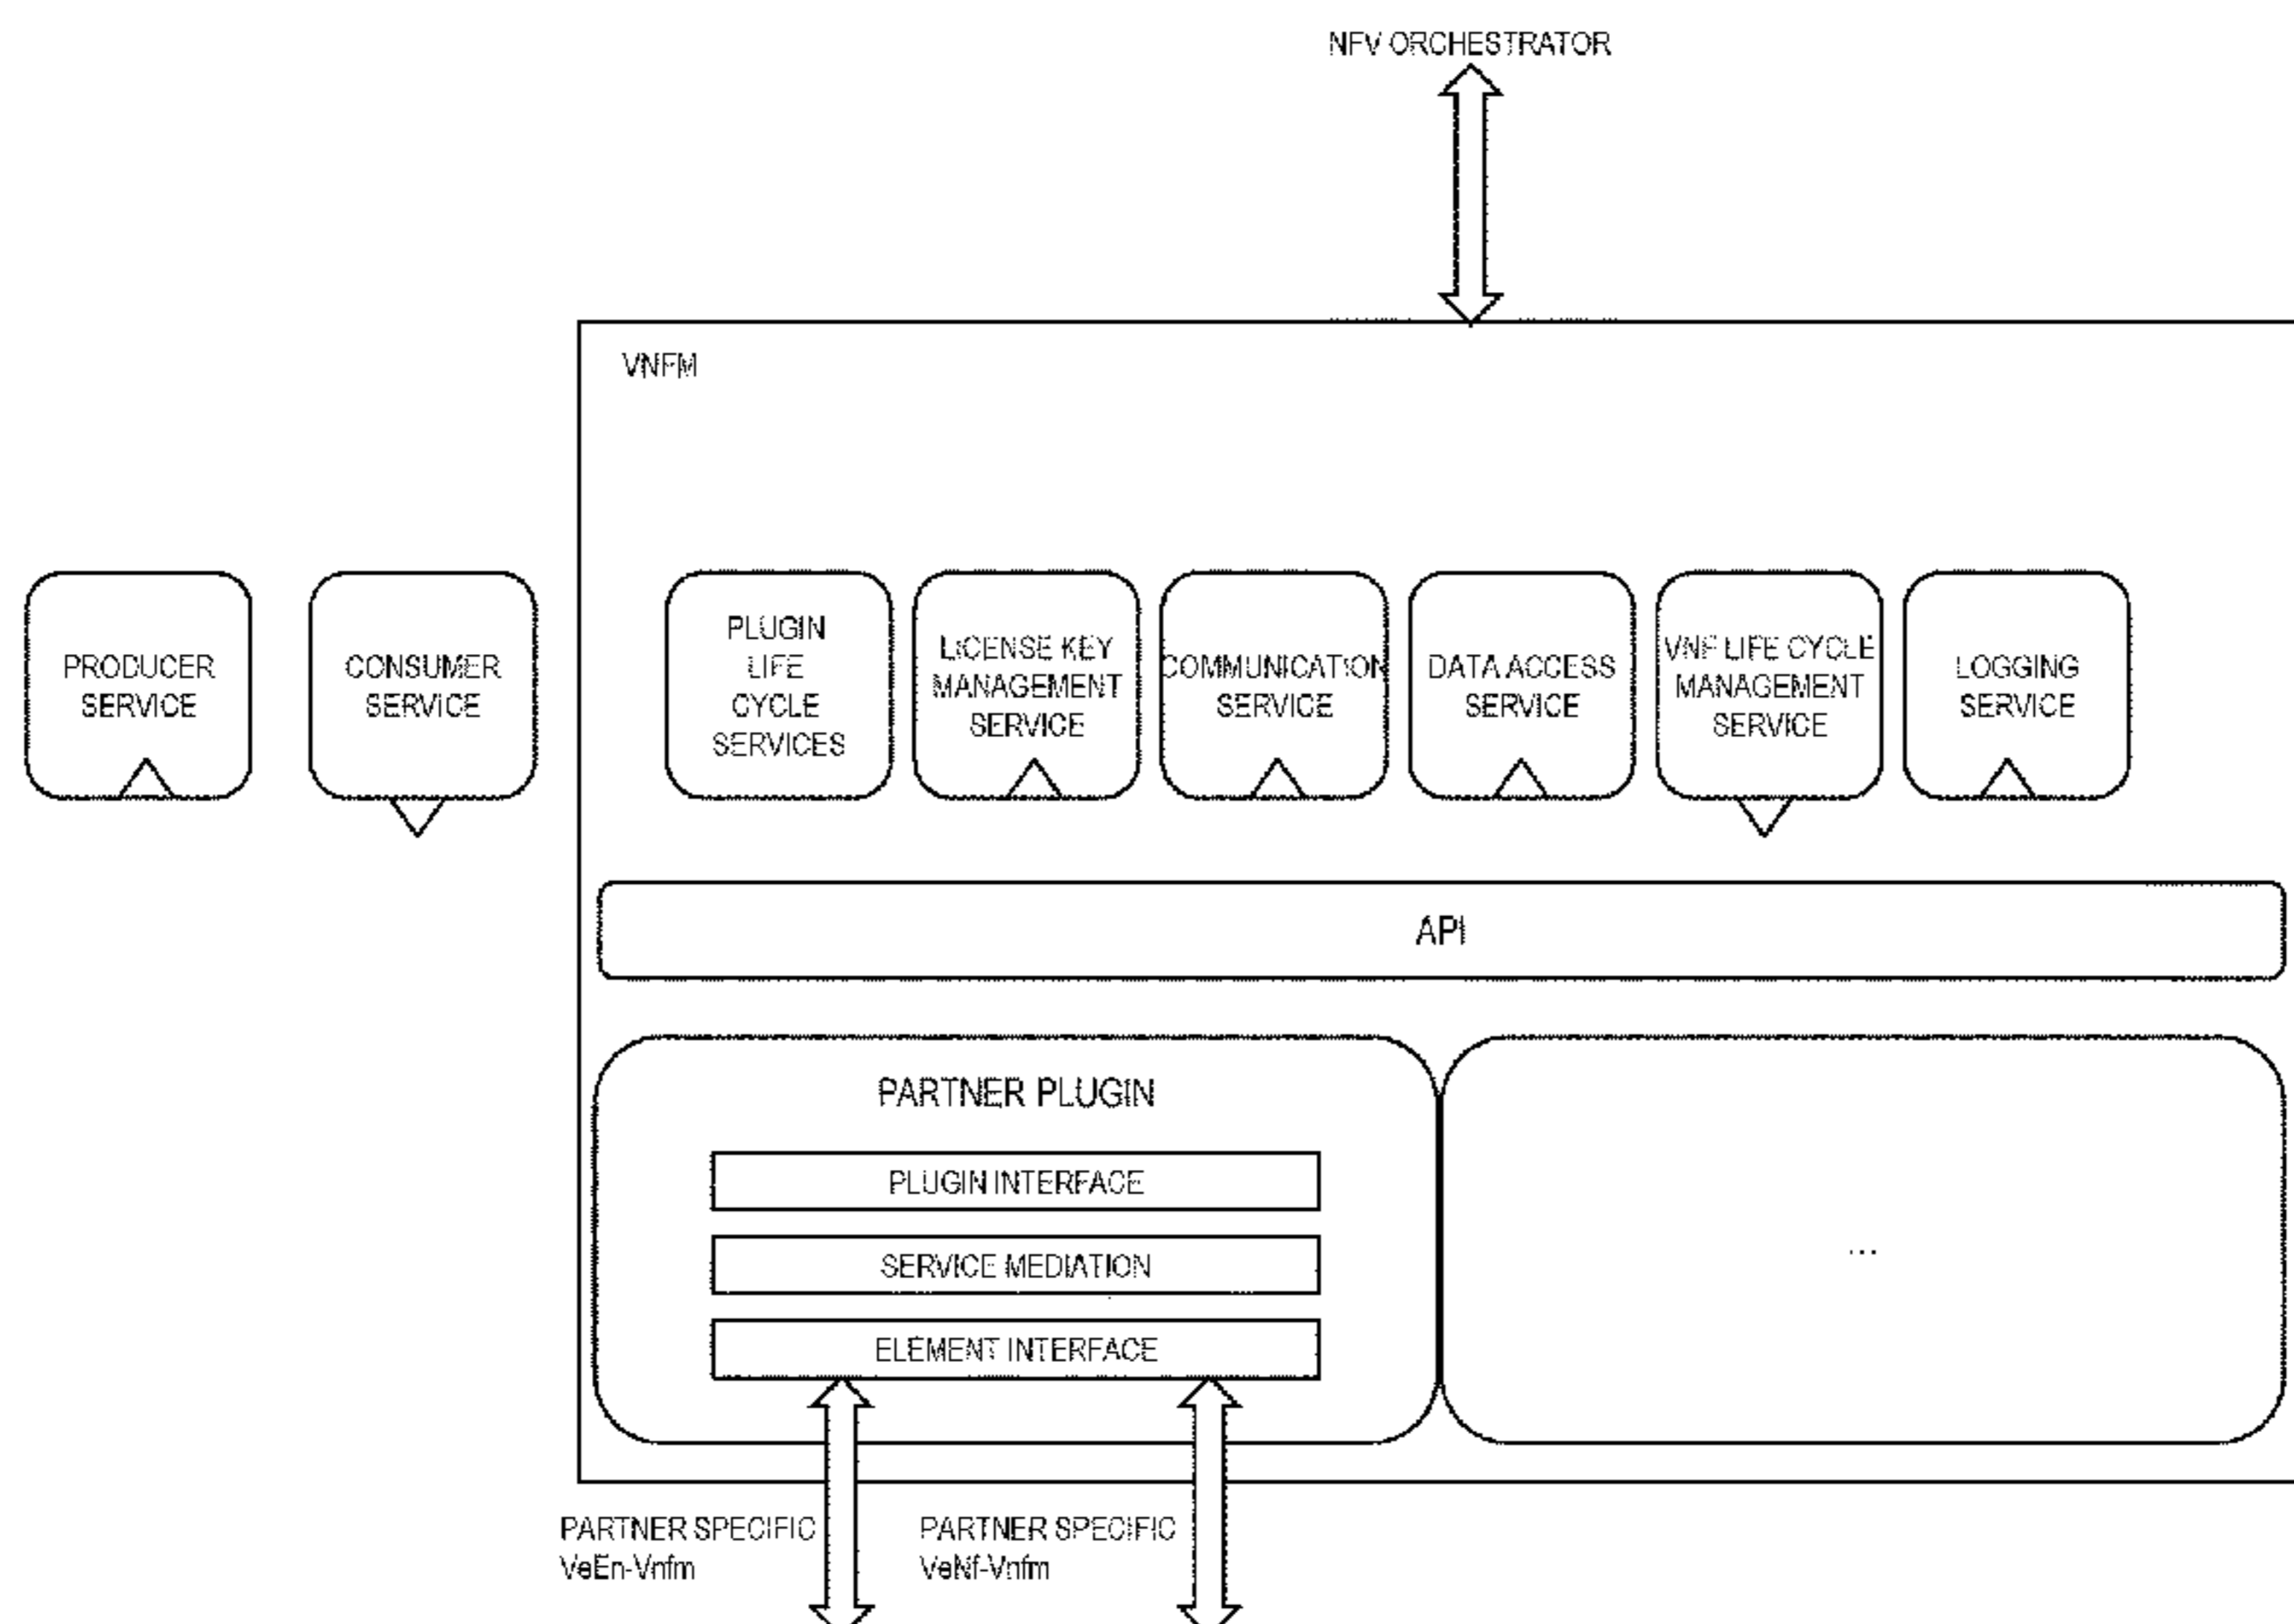 NFV ORCHESTRATOR
VNFM
PRODUCER
SERVICE
CONSUMER
SERVICE
PLUGIN
LIFE
CYCLE
SERVICES
LICENSE KEY
MANAGEMENT
SERVICE
COMMUNICATION
SERVICE
DATA ACCESS
SERVICE
VNF LIFE CYCLE
MANAGEMENT
SERVICE
LOGGING
SERVICE
API
PARTNER PLUGIN
PLUGIN INTERFACE
SERVICE MEDIATION
ELEMENT INTERFACE
...
PARTNER SPECIFIC
VeEn-Vnfm
PARTNER SPECIFIC
VeNf-Vnfm